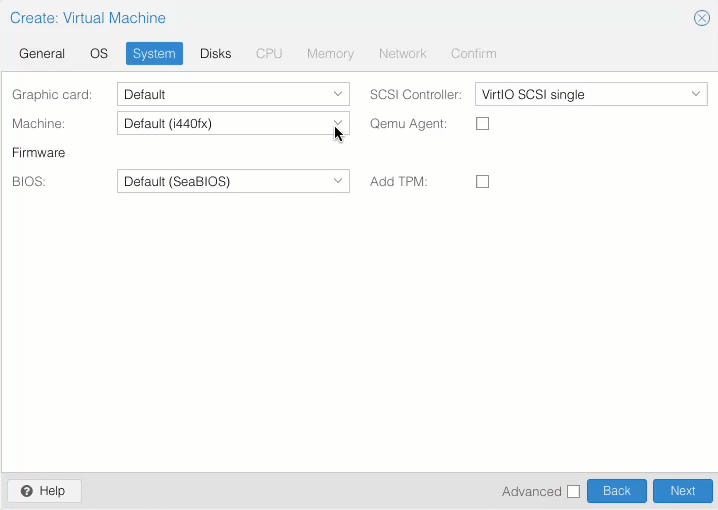 Create: Virtual Machine
General OS System Disks CPU Memory Network Confirm
Graphic card: Default SCSI Controller: VirtIO SCSI single
Machine: Default (i440fx) Qemu Agent:
Firmware
BIOS: Default (SeaBIOS) Add TPM:
? Help Advanced Back Next